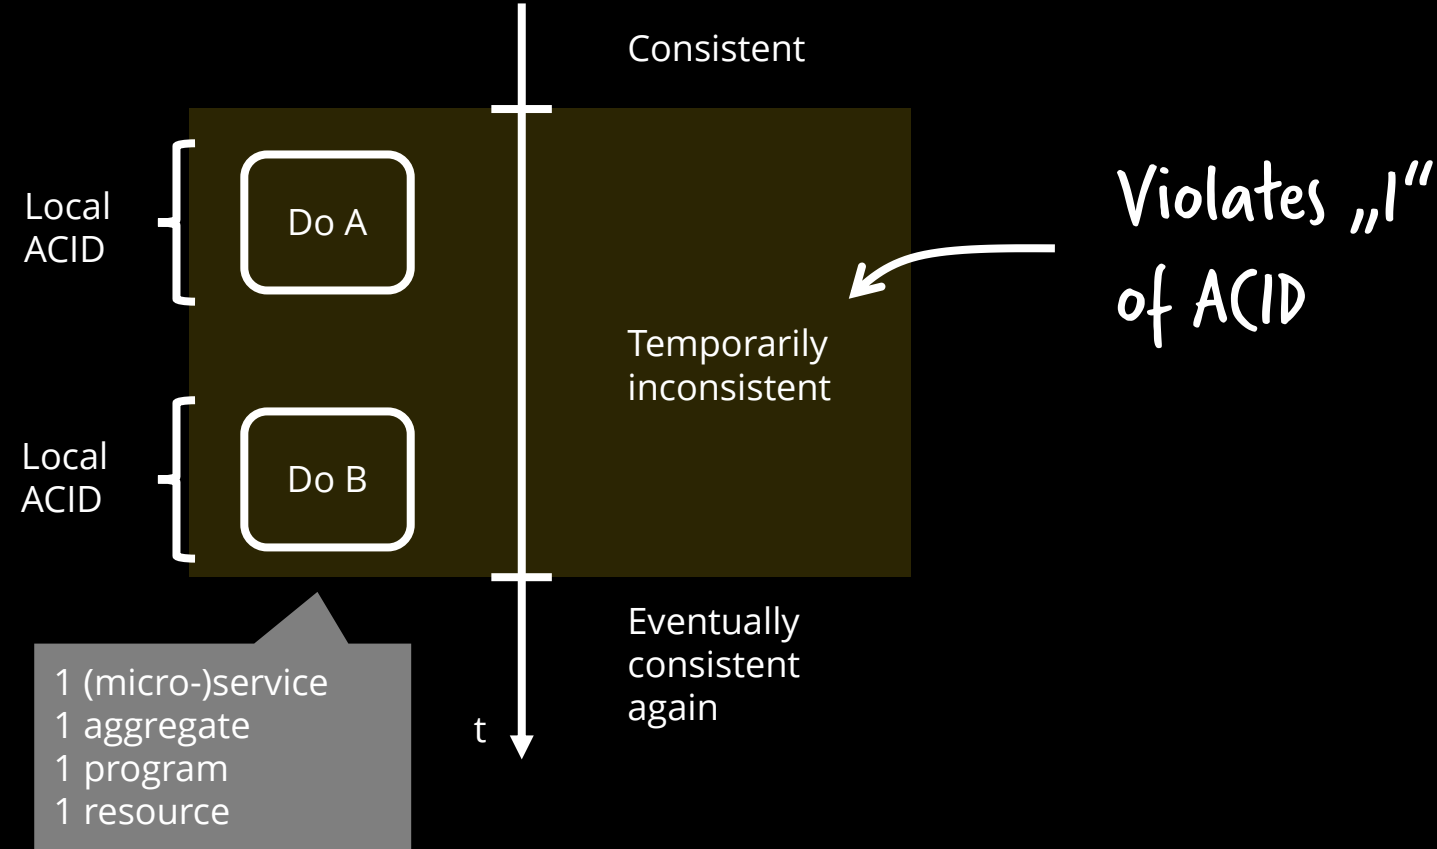 Consistent
Local
ACID
Do A
Violates „I“
of ACID
Temporarily
inconsistent
Local
ACID
Do B
Eventually
consistent
again
t
1 (micro-)service
1 aggregate
1 program
1 resource